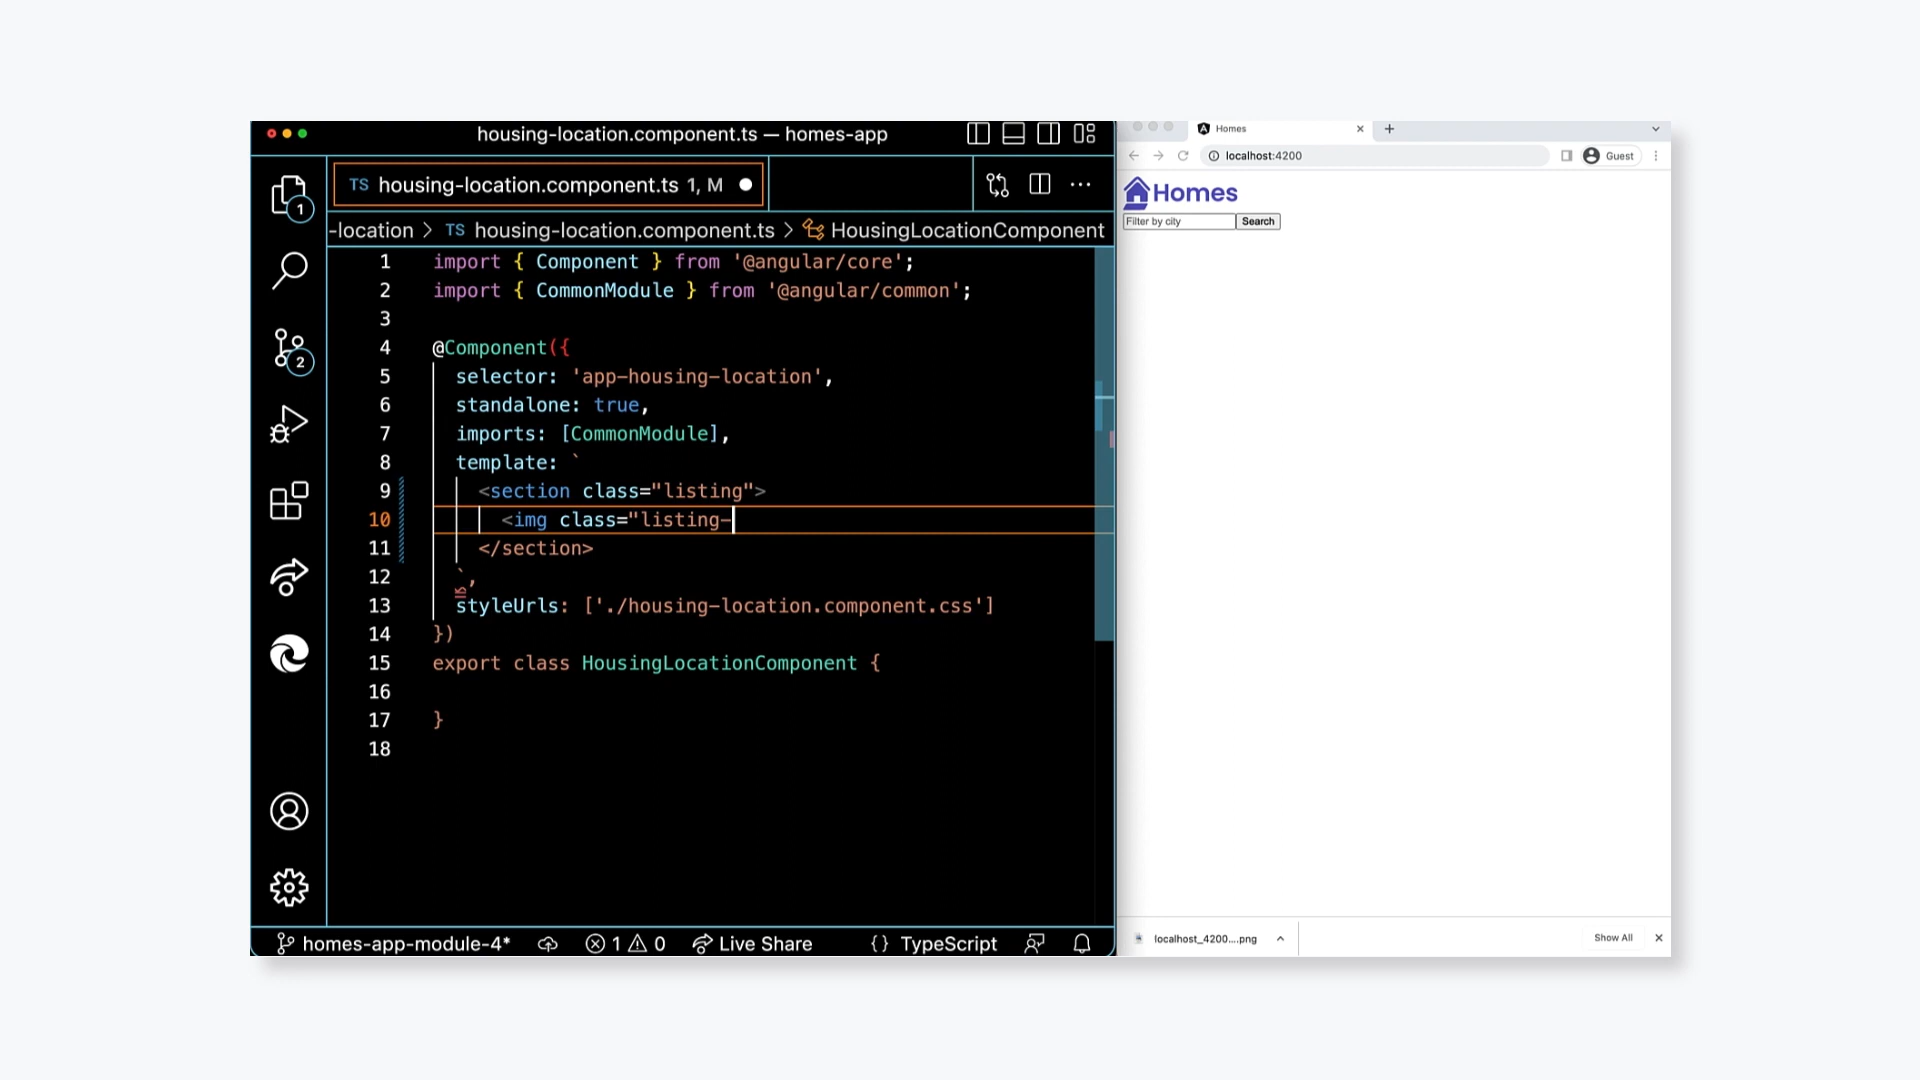 housing-location.component.ts — homes-app
TS housing-location.component.ts 1, M
-location > TS housing-location.component.ts > HousingLocationComponent
1
2
1 import { Component } from '@angular/core';
2 import { CommonModule } from '@angular/common';
3
4 @Component({
5 selector: 'app-housing-location',
6 standalone: true,
7 imports: [CommonModule],
8 template: `
9 <section class="listing">
10 <img class="listing-
11 </section>
12 `,
13 styleUrls: ['./housing-location.component.css']
14 })
15 export class HousingLocationComponent {
16
17 }
18
homes-app-module-4* 1 0 Live Share {} TypeScript
Homes
localhost:4200 Guest
Homes
Filter by city Search
localhost_4200....png Show All